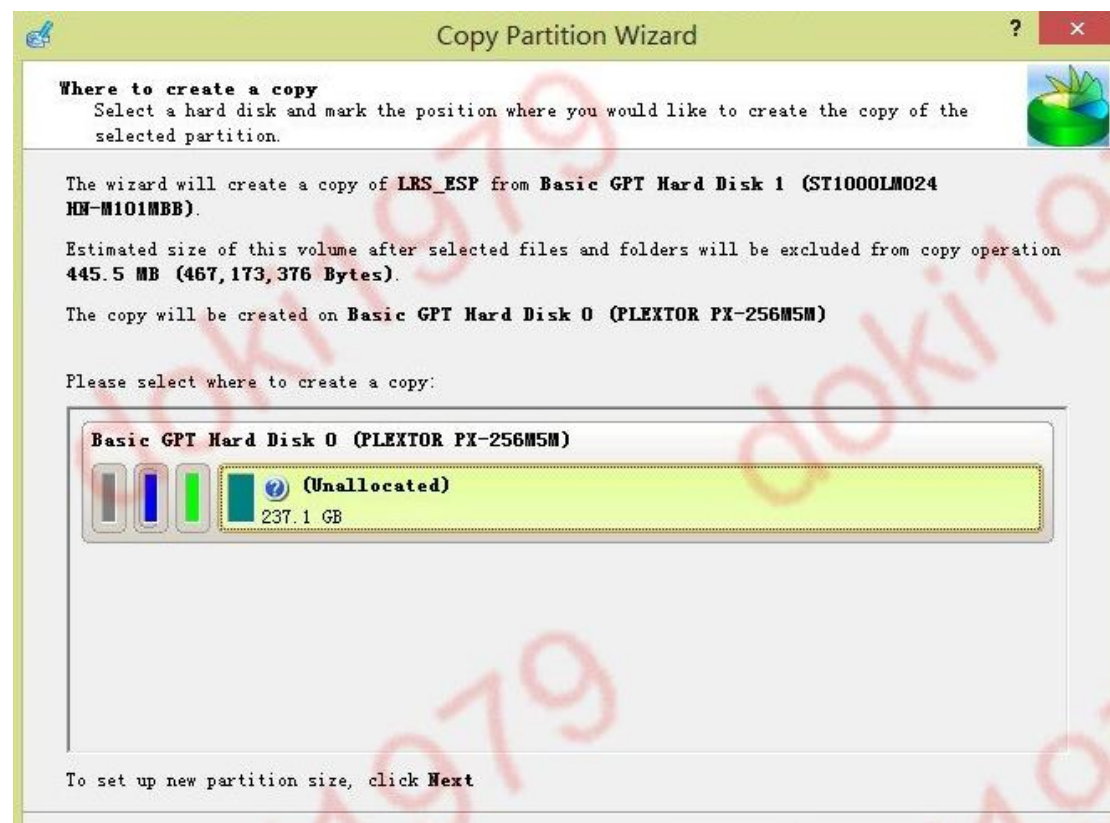 Copy Partition Wizard
?
×
Where to create a copy
Select a hard disk and mark the position where you would like to create the copy of the
selected partition.
The wizard will create a copy of LRS_ESP from Basic GPT Hard Disk 1 (ST1000LM024
HN-M101MBB).
Estimated size of this volume after selected files and folders will be excluded from copy operation
445.5 MB (467,173,376 Bytes).
The copy will be created on Basic GPT Hard Disk 0 (PLEXTOR PX-256M5M)
Please select where to create a copy:
Basic GPT Hard Disk 0 (PLEXTOR PX-256M5M)
? (Unallocated)
237.1 GB
To set up new partition size, click Next
doki1979
doki1979